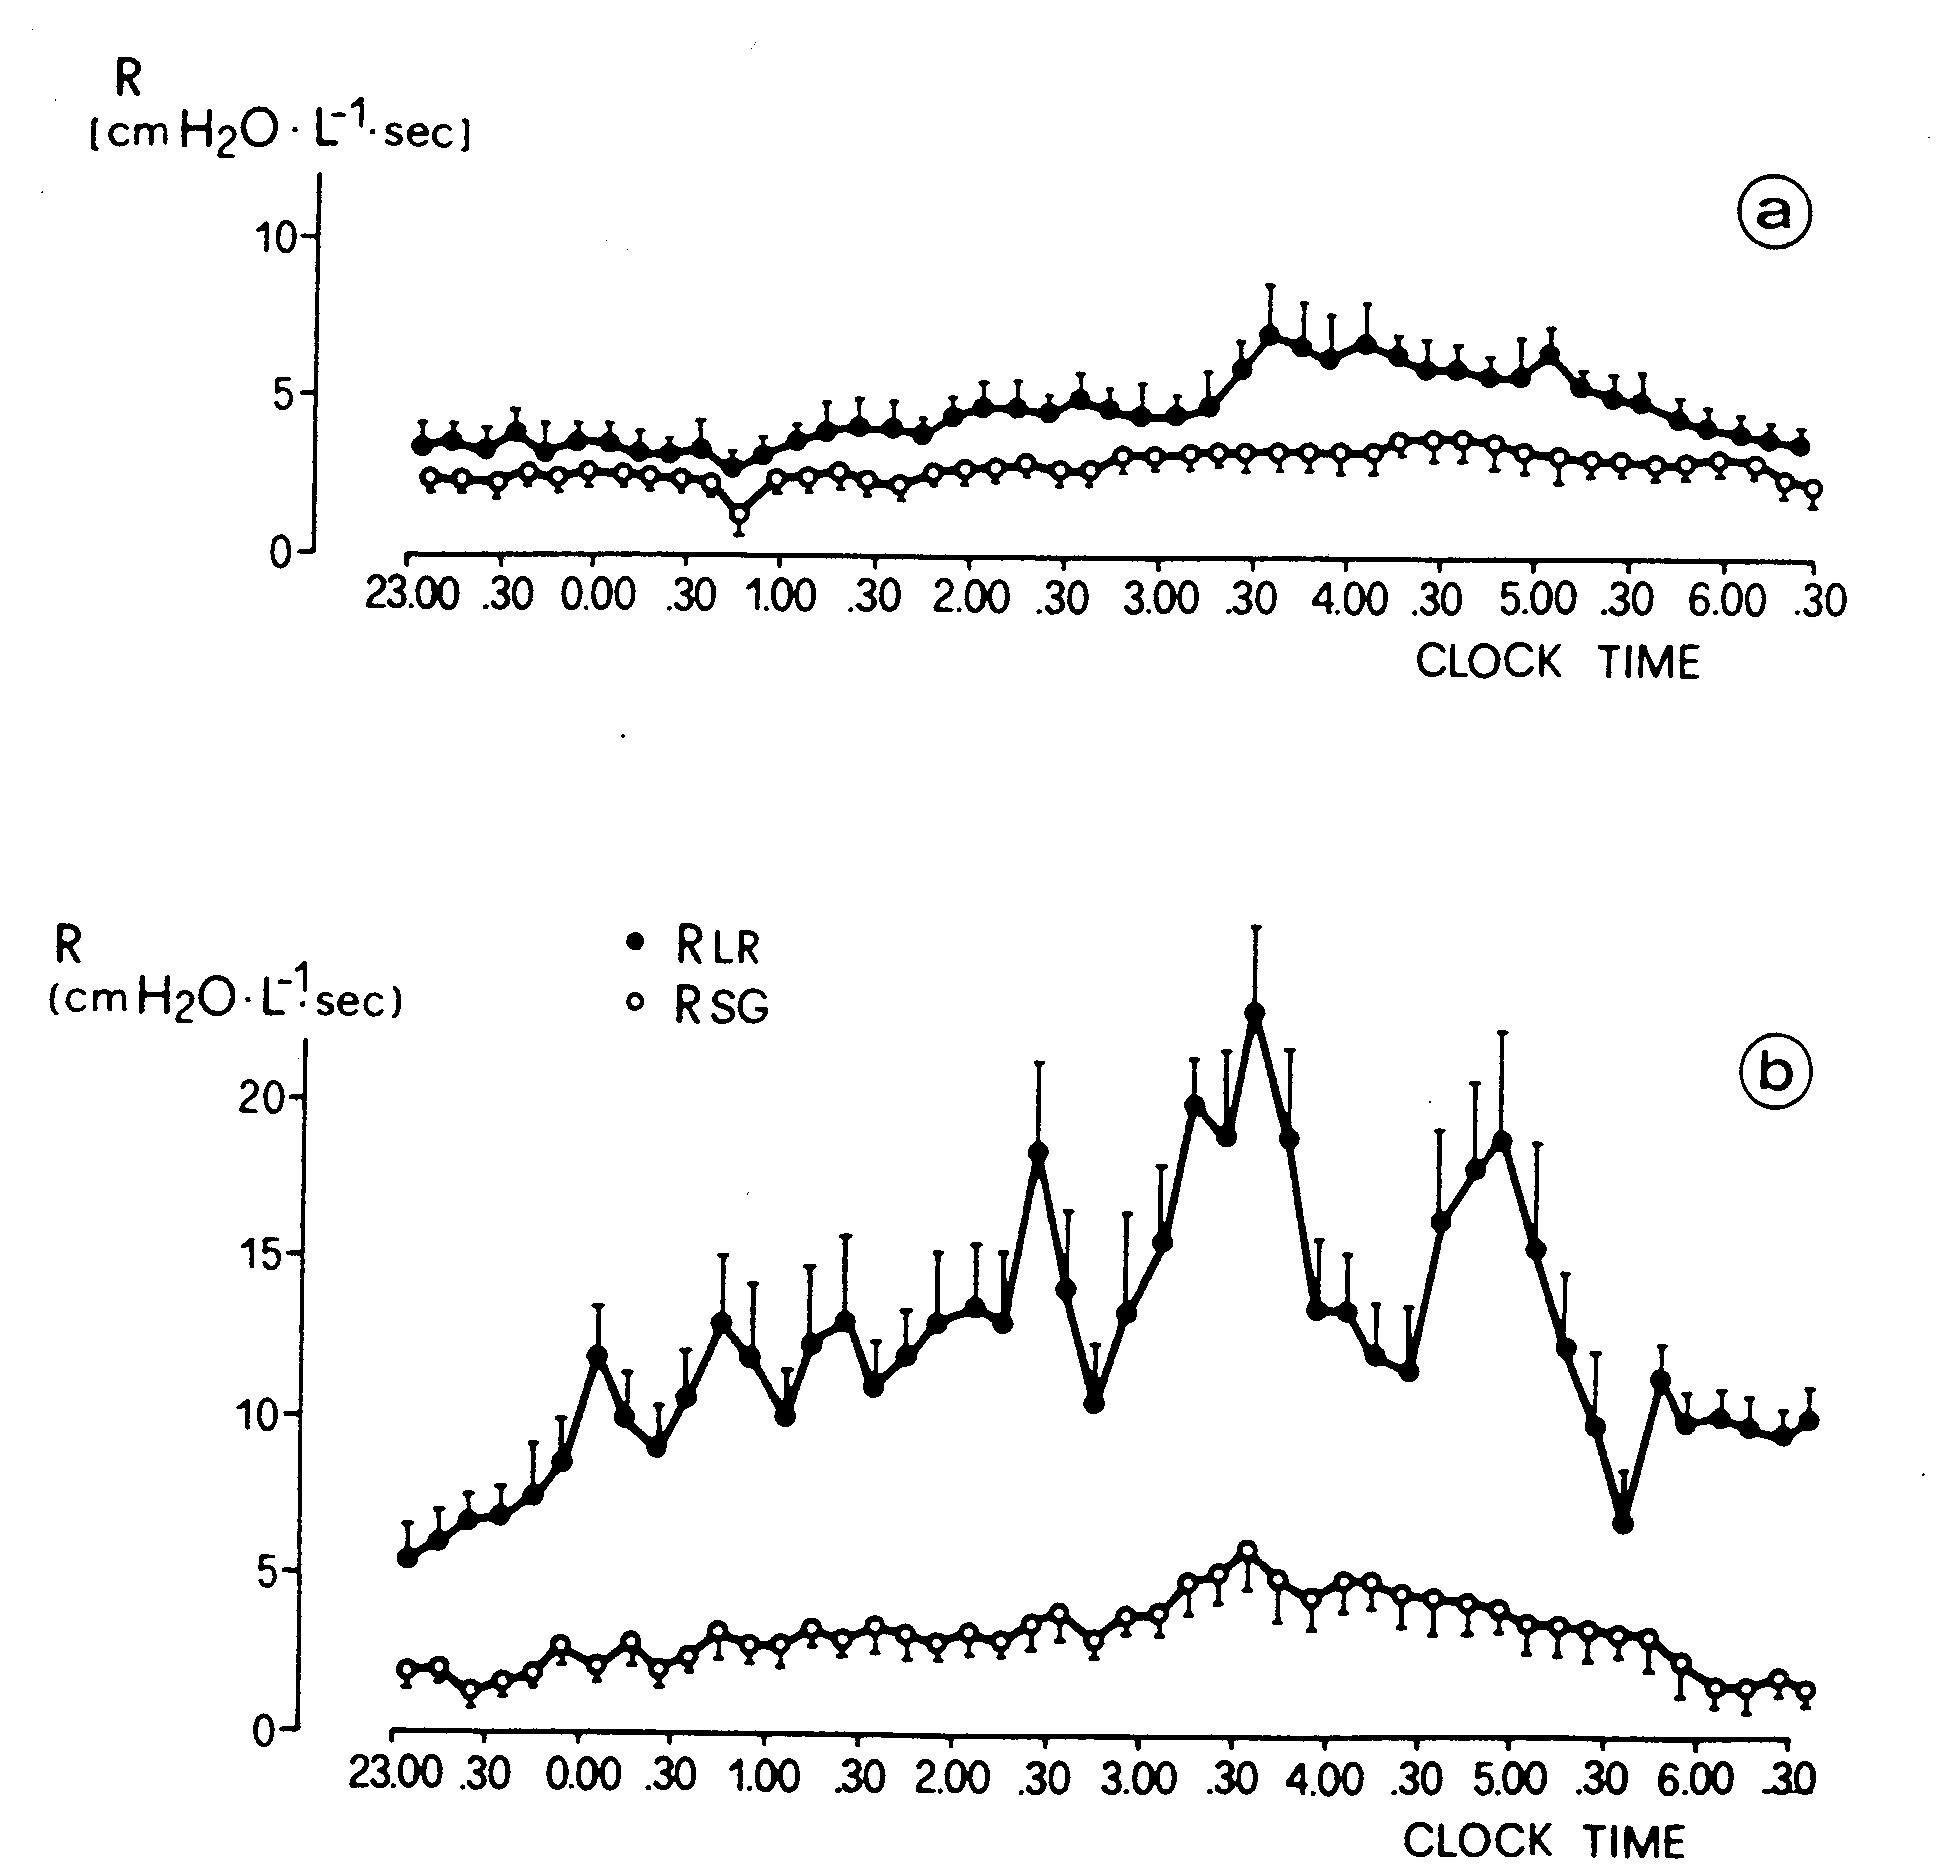 R
[cm H2O · L-1 · sec]
a
10
5
0
23.00 .30 0.00 .30 1.00 .30 2.00 .30 3.00 .30 4.00 .30 5.00 .30 6.00 .30
CLOCK TIME
R
(cm H2O · L-1 · sec)
● RLR
○ RSG
b
20
15
10
5
0
23.00 .30 0.00 .30 1.00 .30 2.00 .30 3.00 .30 4.00 .30 5.00 .30 6.00 .30
CLOCK TIME